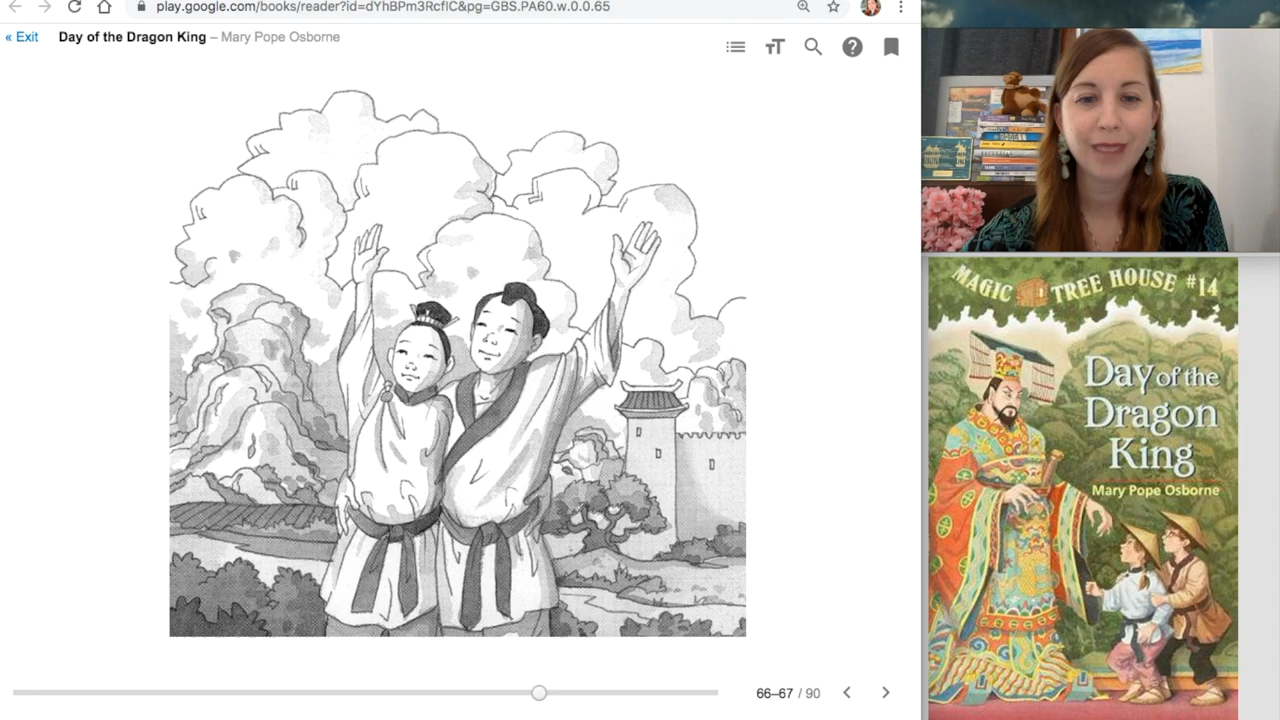 play.google.com/books/reader?id=dYhBPm3RcfIC&pg=GBS.PA60.w.0.0.65
« Exit Day of the Dragon King – Mary Pope Osborne
66–67 / 90
MAGIC TREE HOUSE #14
Day of the
Dragon
King
Mary Pope Osborne